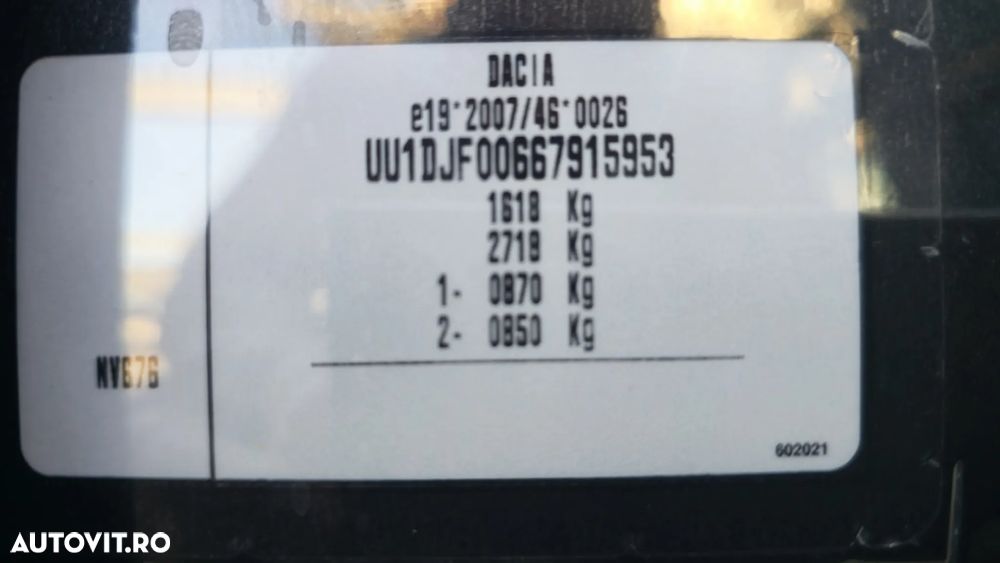 DACIA
e19*2007/46*0026
UU1DJF00667915953
1618 Kg
2718 Kg
1- 0870 Kg
2- 0850 Kg
NV676
602021
AUTOVIT.RO